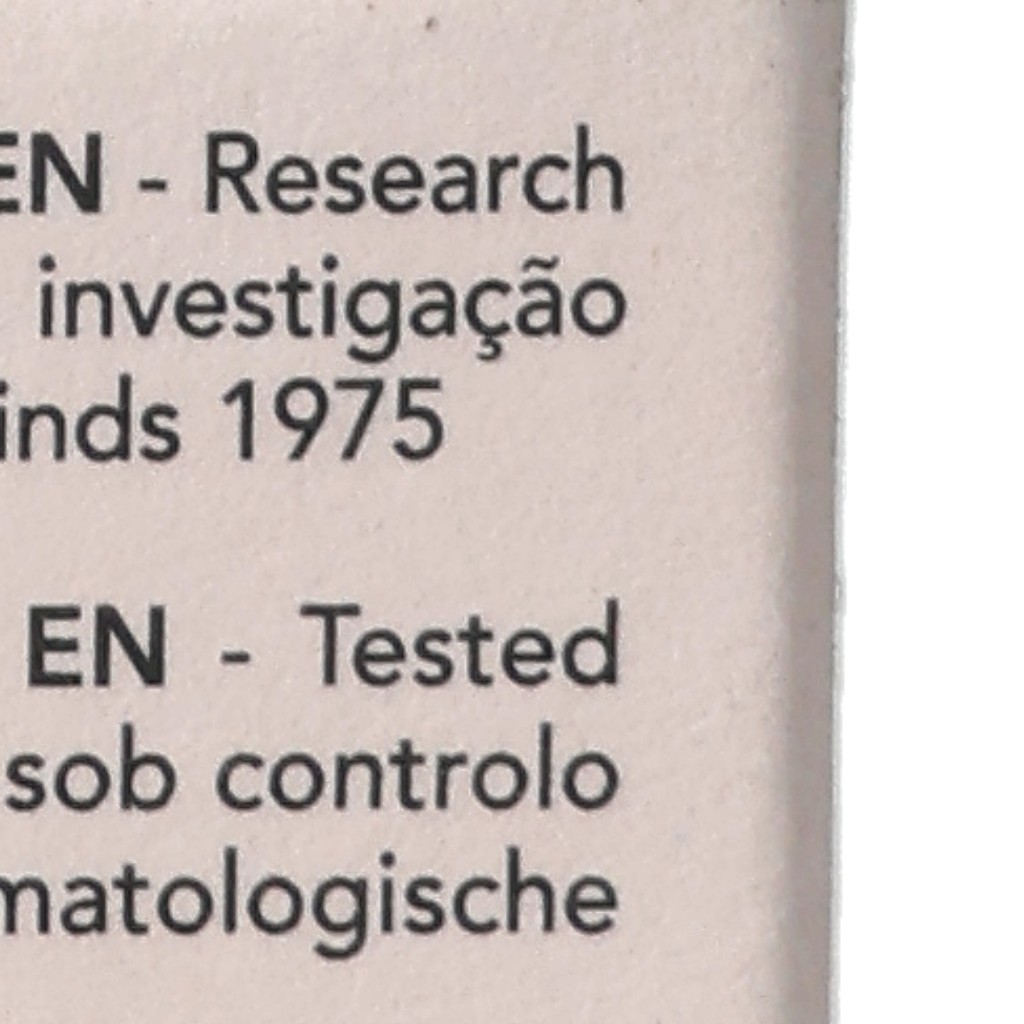 EN - Research
investigação
inds 1975
EN - Tested
sob controlo
matologische